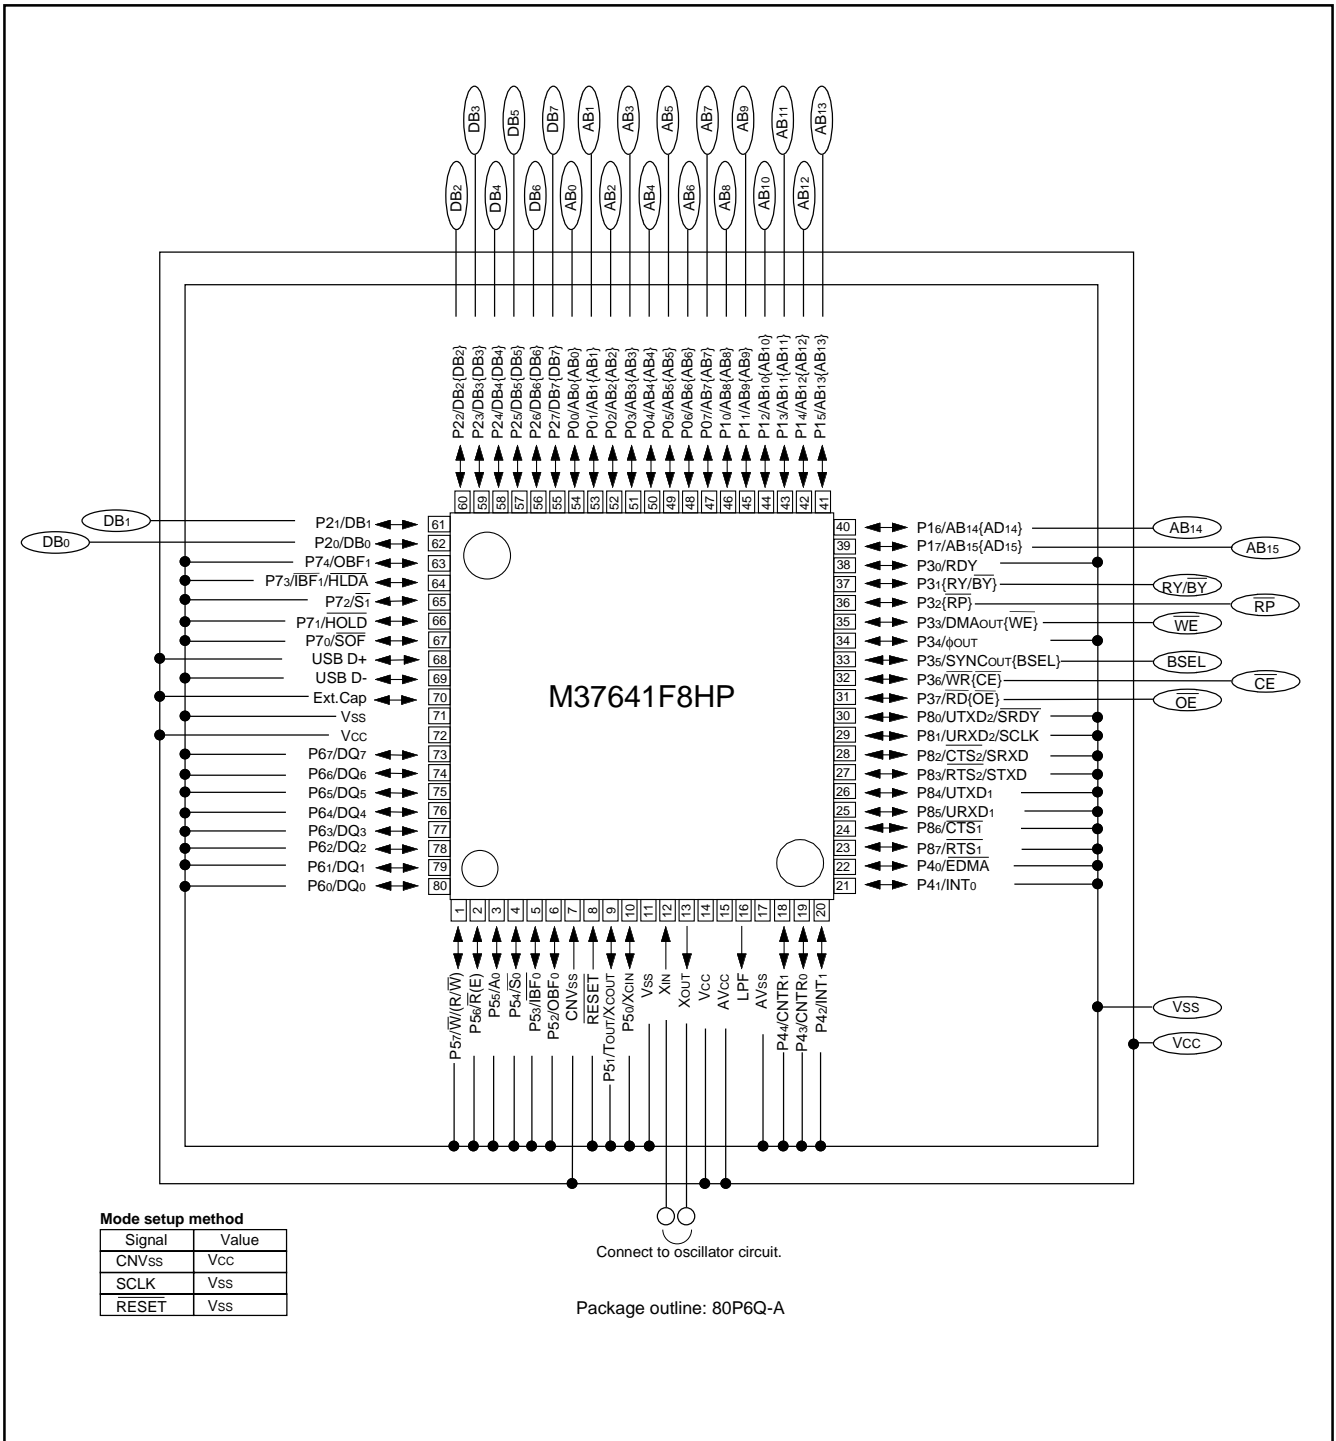 DB3
DB5
DB7
AB1
AB3
AB5
AB7
AB9
AB11
AB13
DB2
DB4
DB6
AB0
AB2
AB4
AB6
AB8
AB10
AB12
P22/DB2{DB2}
P23/DB3{DB3}
P24/DB4{DB4}
P25/DB5{DB5}
P26/DB6{DB6}
P27/DB7{DB7}
P00/AB0{AB0}
P01/AB1{AB1}
P02/AB2{AB2}
P03/AB3{AB3}
P04/AB4{AB4}
P05/AB5{AB5}
P06/AB6{AB6}
P07/AB7{AB7}
P10/AB8{AB8}
P11/AB9{AB9}
P12/AB10{AB10}
P13/AB11{AB11}
P14/AB12{AB12}
P15/AB13{AB13}
60 59 58 57 56 55 54 53 52 51 50 49 48 47 46 45 44 43 42 41
DB1
DB0
P21/DB1 61
P20/DB0 62
P74/OBF1 63
P73/IBF1/HLDA 64
P72/S1 65
P71/HOLD 66
P70/SOF 67
USB D+ 68
USB D- 69
Ext.Cap 70
Vss 71
Vcc 72
P67/DQ7 73
P66/DQ6 74
P65/DQ5 75
P64/DQ4 76
P63/DQ3 77
P62/DQ2 78
P61/DQ1 79
P60/DQ0 80
M37641F8HP
40 P16/AB14{AD14} AB14
39 P17/AB15{AD15} AB15
38 P30/RDY
37 P31{RY/BY} RY/BY
36 P32{RP} RP
35 P33/DMAOUT{WE} WE
34 P34/ϕOUT
33 P35/SYNCOUT{BSEL} BSEL
32 P36/WR{CE} CE
31 P37/RD{OE} OE
30 P80/UTXD2/SRDY
29 P81/URXD2/SCLK
28 P82/CTS2/SRXD
27 P83/RTS2/STXD
26 P84/UTXD1
25 P85/URXD1
24 P86/CTS1
23 P87/RTS1
22 P40/EDMA
21 P41/INT0
1 2 3 4 5 6 7 8 9 10 11 12 13 14 15 16 17 18 19 20
P57/W/(R/W)
P56/R(E)
P55/A0
P54/S0
P53/IBF0
P52/OBF0
CNVss
RESET
P51/TOUT/XCOUT
P50/XCIN
Vss
XIN
XOUT
Vcc
AVcc
LPF
AVss
P44/CNTR1
P43/CNTR0
P42/INT1
Vss
Vcc
Connect to oscillator circuit.
Mode setup method
Signal Value
CNVss Vcc
SCLK Vss
RESET Vss
Package outline: 80P6Q-A